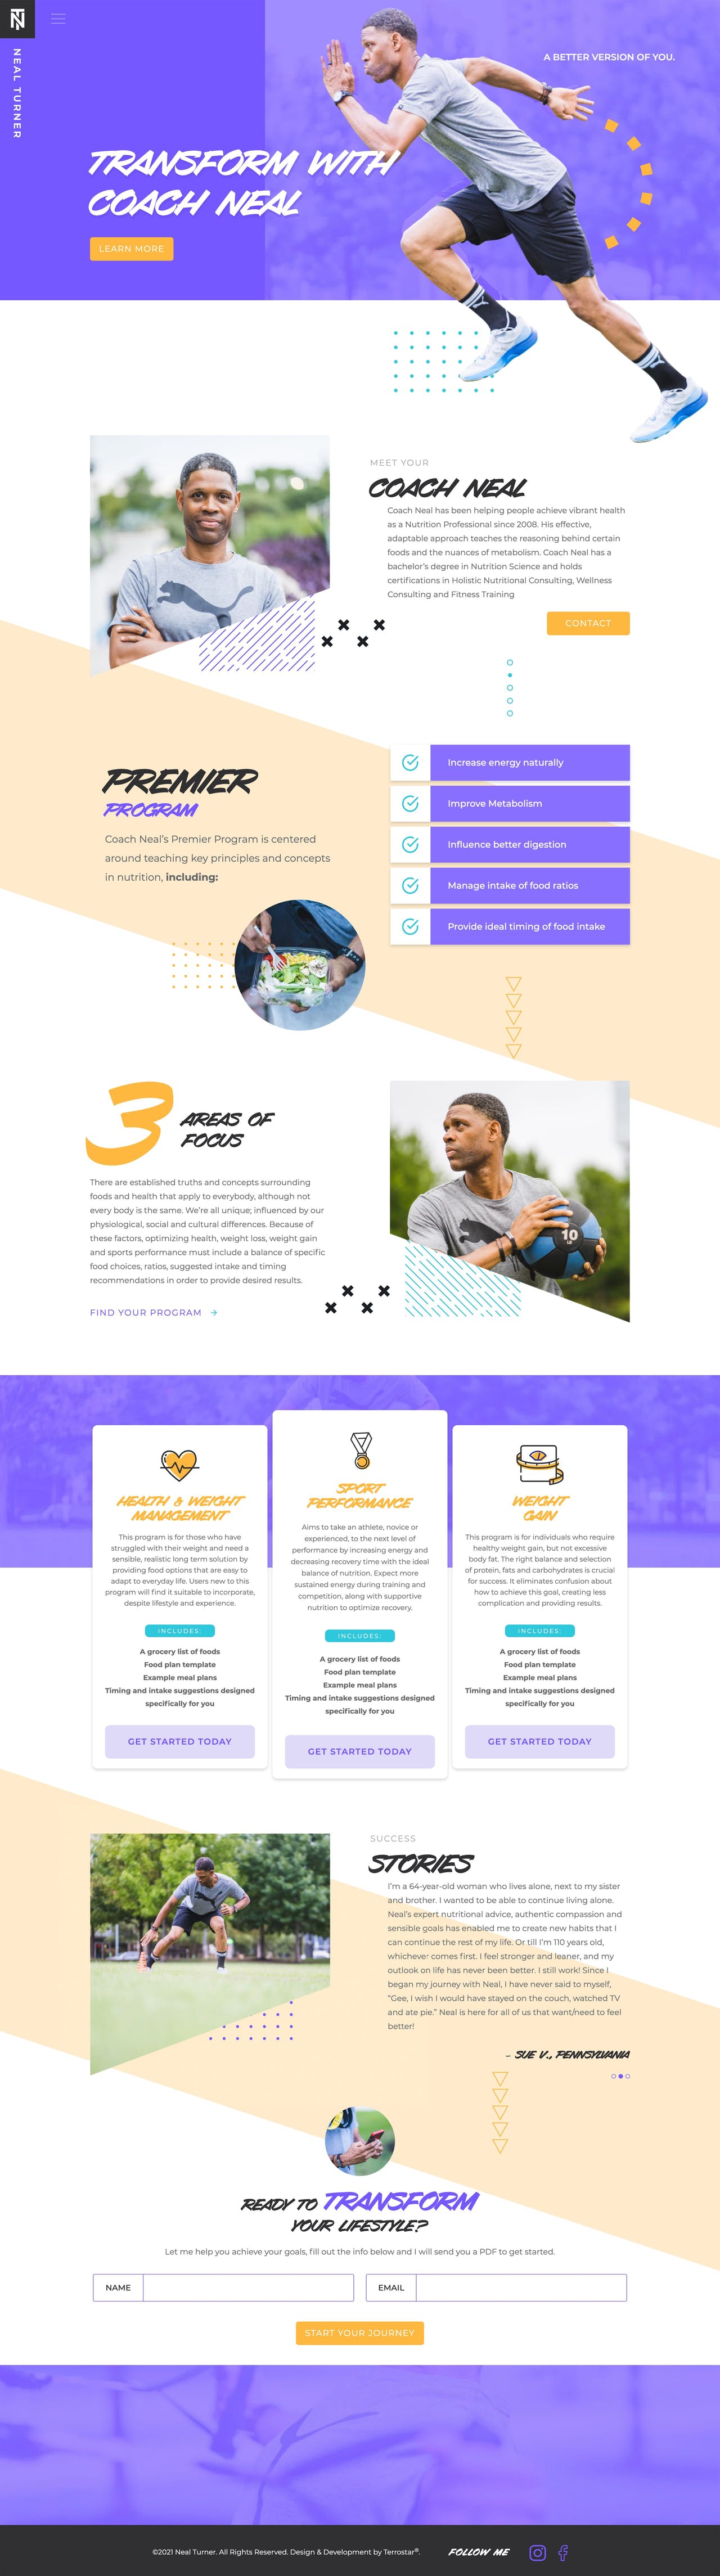 NEAL TURNER
A BETTER VERSION OF YOU.
TRANSFORM WITH
COACH NEAL
LEARN MORE
MEET YOUR
COACH NEAL
Coach Neal has been helping people achieve vibrant health
as a Nutrition Professional since 2008. His effective,
adaptable approach teaches the reasoning behind certain
foods and the nuances of metabolism. Coach Neal has a
bachelor's degree in Nutrition Science and holds
certifications in Holistic Nutritional Consulting, Wellness
Consulting and Fitness Training
CONTACT
PREMIER
PROGRAM
Coach Neal's Premier Program is centered
around teaching key principles and concepts
in nutrition, including:
Increase energy naturally
Improve Metabolism
Influence better digestion
Manage intake of food ratios
Provide ideal timing of food intake
3 AREAS OF
FOCUS
There are established truths and concepts surrounding
foods and health that apply to everybody, although not
every body is the same. We're all unique; influenced by our
physiological, social and cultural differences. Because of
these factors, optimizing health, weight loss, weight gain
and sports performance must include a balance of specific
food choices, ratios, suggested intake and timing
recommendations in order to provide desired results.
FIND YOUR PROGRAM
10
LB
HEALTH & WEIGHT
MANAGEMENT
This program is for those who have
struggled with their weight and need a
sensible, realistic long term solution by
providing food options that are easy to
adapt to everyday life. Users new to this
program will find it suitable to incorporate,
despite lifestyle and experience.
INCLUDES:
A grocery list of foods
Food plan template
Example meal plans
Timing and intake suggestions designed
specifically for you
GET STARTED TODAY
SPORT
PERFORMANCE
Aims to take an athlete, novice or
experienced, to the next level of
performance by increasing energy and
decreasing recovery time with the ideal
balance of nutrition. Expect more
sustained energy during training and
competition, along with supportive
nutrition to optimize recovery.
INCLUDES:
A grocery list of foods
Food plan template
Example meal plans
Timing and intake suggestions designed
specifically for you
GET STARTED TODAY
WEIGHT
GAIN
This program is for individuals who require
healthy weight gain, but not excessive
body fat. The right balance and selection
of protein, fats and carbohydrates is crucial
for success. It eliminates confusion about
how to achieve this goal, creating less
complication and providing results.
INCLUDES:
A grocery list of foods
Food plan template
Example meal plans
Timing and intake suggestions designed
specifically for you
GET STARTED TODAY
SUCCESS
STORIES
I'm a 64-year-old woman who lives alone, next to my sister
and brother. I wanted to be able to continue living alone.
Neal's expert nutritional advice, authentic compassion and
sensible goals has enabled me to create new habits that I
can continue the rest of my life. Or till I'm 110 years old,
whichever comes first. I feel stronger and leaner, and my
outlook on life has never been better. I still work! Since I
began my journey with Neal, I have never said to myself,
"Gee, I wish I would have stayed on the couch, watched TV
and ate pie." Neal is here for all of us that want/need to feel
better!
– SUE V., PENNSYLVANIA
READY TO TRANSFORM
YOUR LIFESTYLE?
Let me help you achieve your goals, fill out the info below and I will send you a PDF to get started.
NAME
EMAIL
START YOUR JOURNEY
©2021 Neal Turner. All Rights Reserved. Design & Development by Terrostar®.
FOLLOW ME